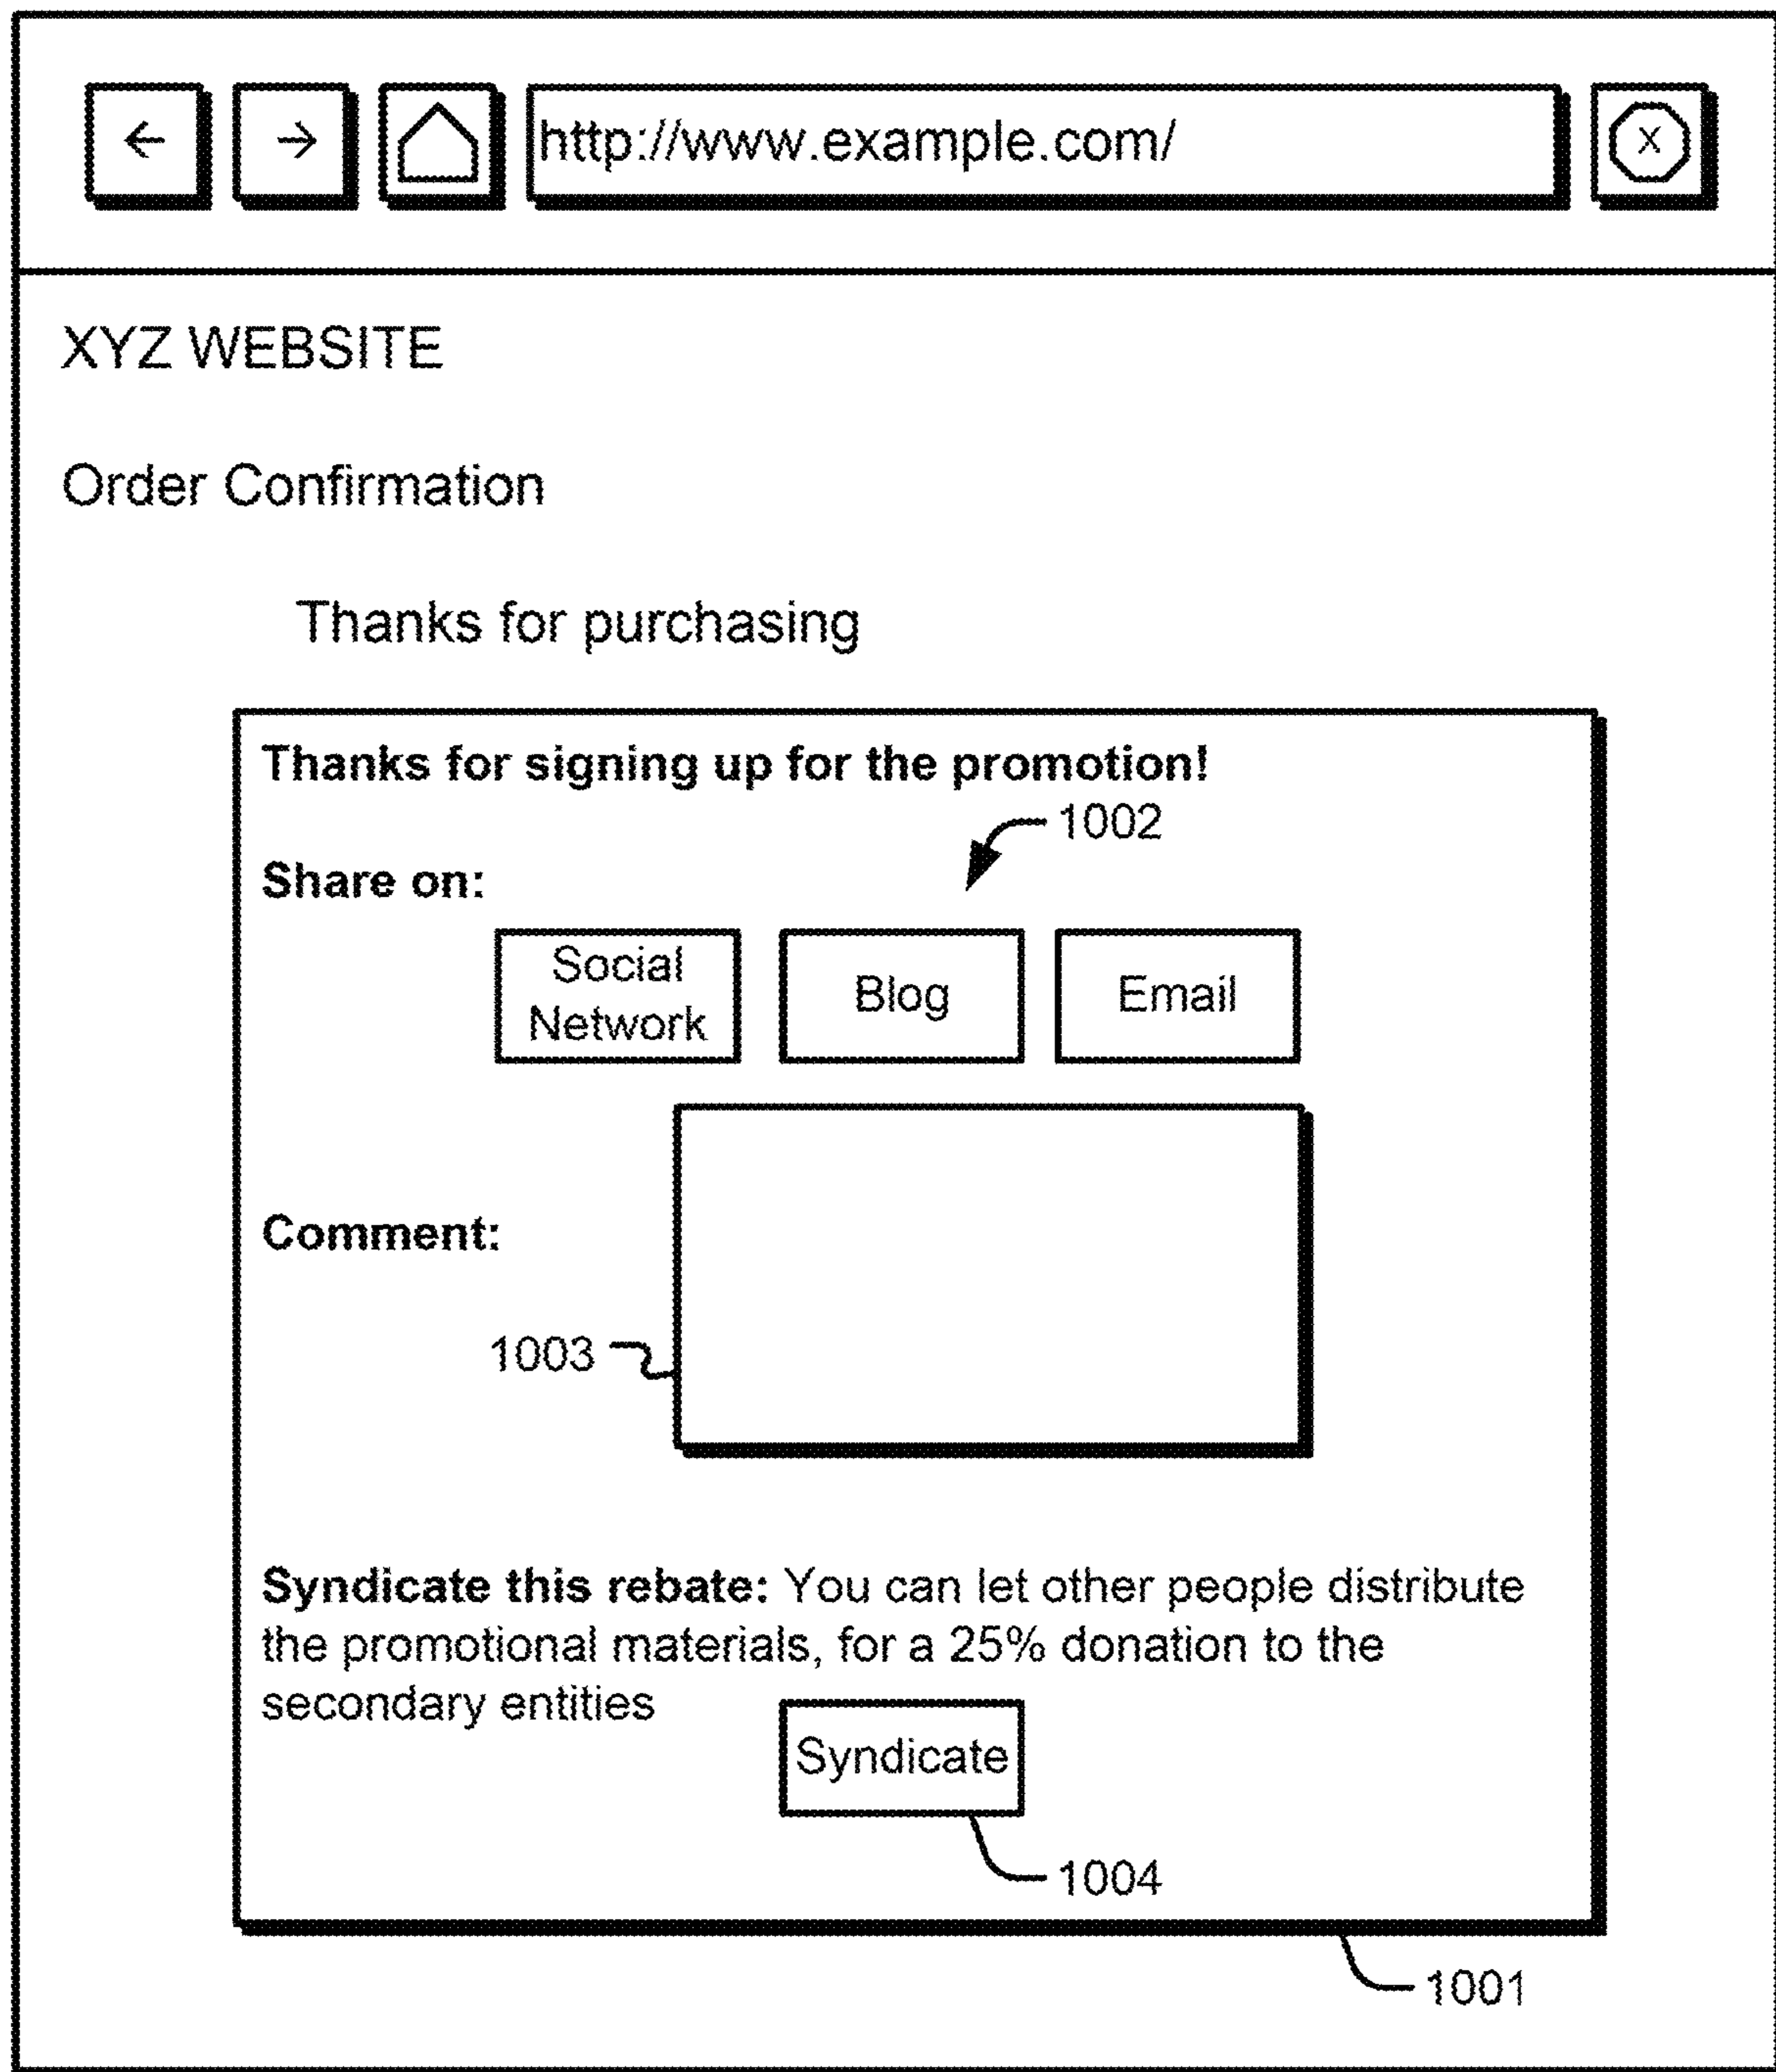 ← → http://www.example.com/ X
XYZ WEBSITE
Order Confirmation
Thanks for purchasing
Thanks for signing up for the promotion!
1002
Share on:
Social
Network
Blog
Email
Comment:
1003
Syndicate this rebate: You can let other people distribute
the promotional materials, for a 25% donation to the
secondary entities
Syndicate
1004
1001